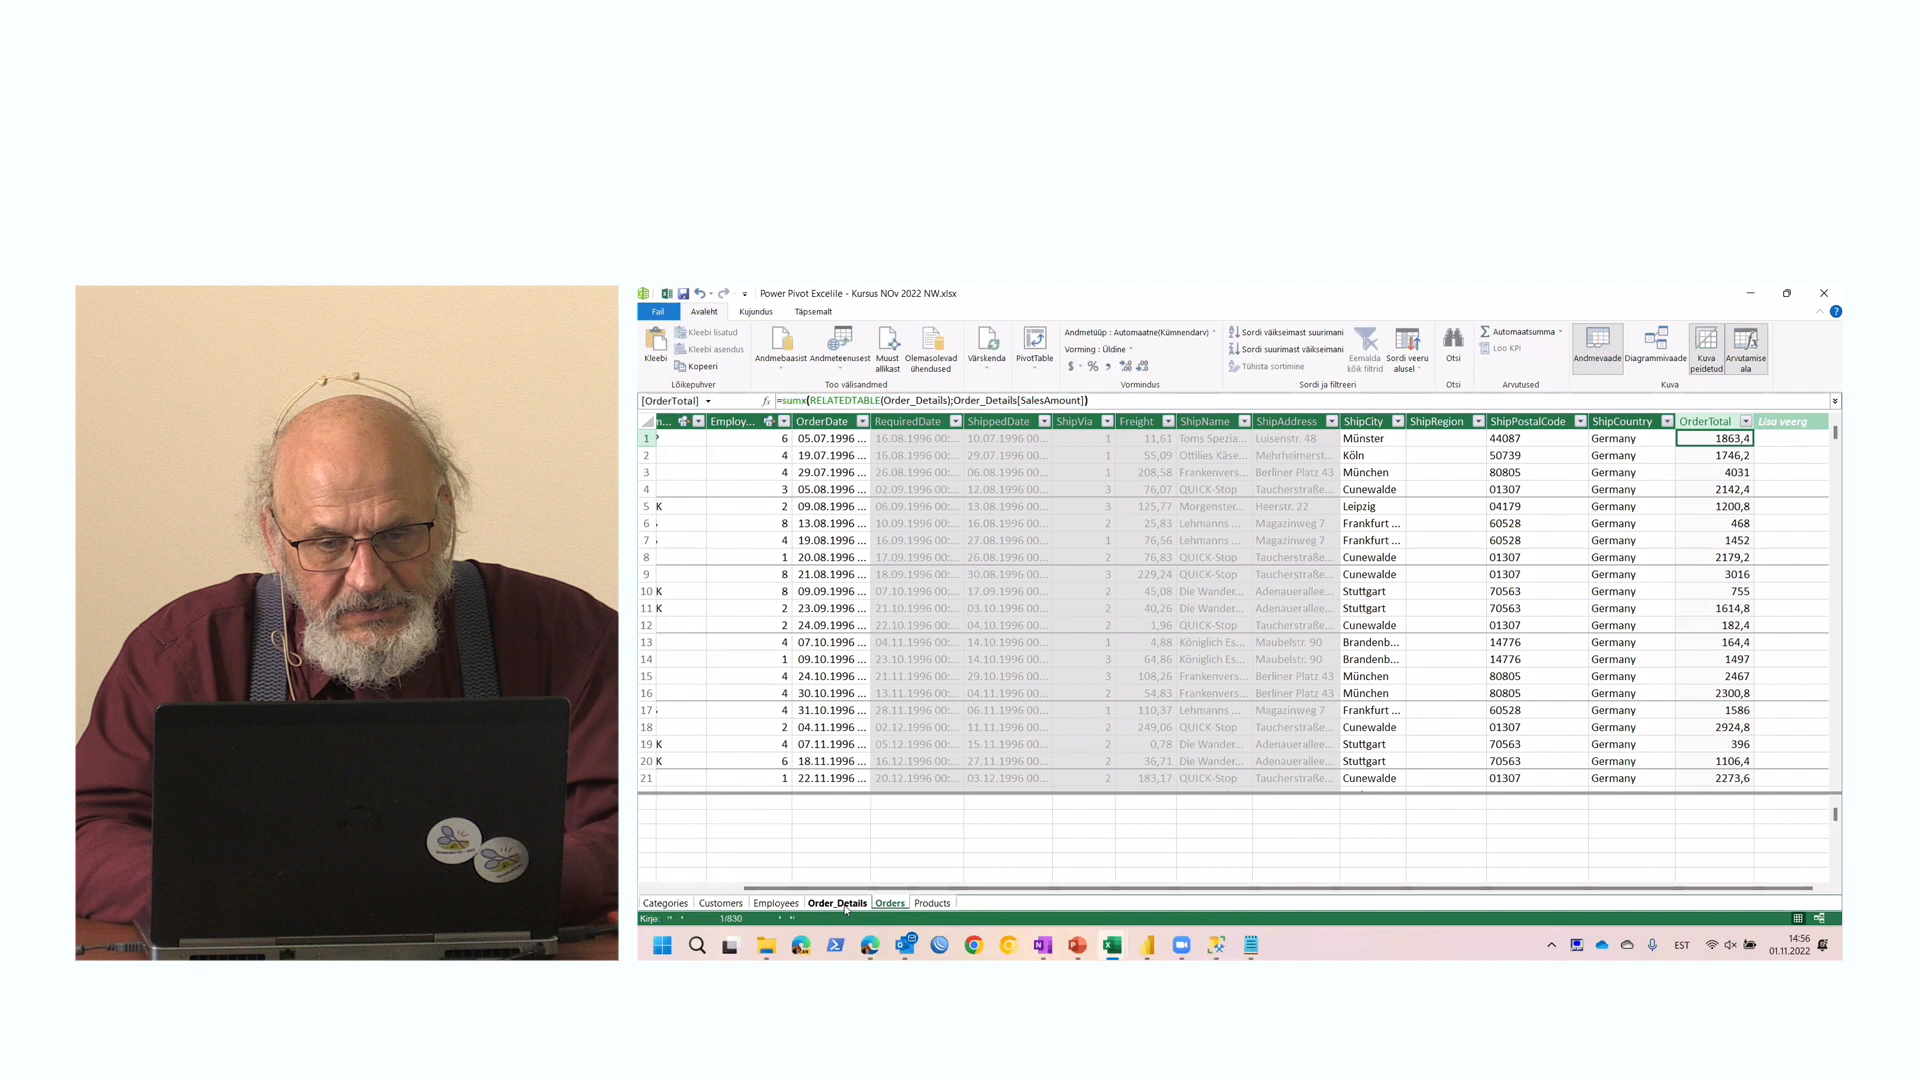 Power Pivot Excelile - Kursus NOv 2022 NW.xlsx
Fail Avaleht Kujundus Täpsemalt
Kleebi Kleebi lisatud Kleebi asendus Kopeeri Lõikepuhver
Andmebaasist Andmeteenusest Muust allikast Olemasolevad ühendused Too välisandmed
Värskenda PivotTable
Andmetüüp : Automaatne(Kümnendarv) Vorming : Üldine $ % Vormindus
Sordi väikseimast suurimani Sordi suurimast väikseimani Tühista sortimine Eemalda kõik filtrid Sordi veeru alusel Sordi ja filtreeri
Otsi Otsi
Automaatsumma Loo KPI Arvutused
Andmevaade Diagrammivaade Kuva peidetud Arvutamise ala Kuva
[OrderTotal] fx =sumx(RELATEDTABLE(Order_Details);Order_Details[SalesAmount])
m... Employ... OrderDate RequiredDate ShippedDate ShipVia Freight ShipName ShipAddress ShipCity ShipRegion ShipPostalCode ShipCountry OrderTotal Lisa veerg
1 6 05.07.1996 ... 16.08.1996 00:... 10.07.1996 00... 1 11,61 Toms Spezia... Luisenstr. 48 Münster 44087 Germany 1863,4
2 4 19.07.1996 ... 16.08.1996 00:... 29.07.1996 00... 1 55,09 Ottilies Käse... Mehrheimerst... Köln 50739 Germany 1746,2
3 4 29.07.1996 ... 26.08.1996 00:... 06.08.1996 00... 1 208,58 Frankenvers... Berliner Platz 43 München 80805 Germany 4031
4 3 05.08.1996 ... 02.09.1996 00:... 12.08.1996 00... 3 76,07 QUICK-Stop Taucherstraße... Cunewalde 01307 Germany 2142,4
5 K 2 09.08.1996 ... 06.09.1996 00:... 13.08.1996 00... 3 125,77 Morgenster... Heerstr. 22 Leipzig 04179 Germany 1200,8
6 8 13.08.1996 ... 10.09.1996 00:... 16.08.1996 00... 2 25,83 Lehmanns ... Magazinweg 7 Frankfurt ... 60528 Germany 468
7 4 19.08.1996 ... 16.09.1996 00:... 27.08.1996 00... 1 76,56 Lehmanns ... Magazinweg 7 Frankfurt ... 60528 Germany 1452
8 1 20.08.1996 ... 17.09.1996 00:... 26.08.1996 00... 2 76,83 QUICK-Stop Taucherstraße... Cunewalde 01307 Germany 2179,2
9 8 21.08.1996 ... 18.09.1996 00:... 30.08.1996 00... 3 229,24 QUICK-Stop Taucherstraße... Cunewalde 01307 Germany 3016
10 K 8 09.09.1996 ... 07.10.1996 00:... 17.09.1996 00... 2 45,08 Die Wander... Adenauerallee... Stuttgart 70563 Germany 755
11 K 2 23.09.1996 ... 21.10.1996 00:... 03.10.1996 00... 2 40,26 Die Wander... Adenauerallee... Stuttgart 70563 Germany 1614,8
12 2 24.09.1996 ... 22.10.1996 00:... 04.10.1996 00... 2 1,96 QUICK-Stop Taucherstraße... Cunewalde 01307 Germany 182,4
13 4 07.10.1996 ... 04.11.1996 00:... 14.10.1996 00... 1 4,88 Königlich Es... Maubelstr. 90 Brandenb... 14776 Germany 164,4
14 1 09.10.1996 ... 23.10.1996 00:... 14.10.1996 00... 3 64,86 Königlich Es... Maubelstr. 90 Brandenb... 14776 Germany 1497
15 4 24.10.1996 ... 21.11.1996 00:... 29.10.1996 00... 3 108,26 Frankenvers... Berliner Platz 43 München 80805 Germany 2467
16 4 30.10.1996 ... 13.11.1996 00:... 04.11.1996 00... 2 54,83 Frankenvers... Berliner Platz 43 München 80805 Germany 2300,8
17 4 31.10.1996 ... 28.11.1996 00:... 06.11.1996 00... 1 110,37 Lehmanns ... Magazinweg 7 Frankfurt ... 60528 Germany 1586
18 2 04.11.1996 ... 02.12.1996 00:... 11.11.1996 00... 2 249,06 QUICK-Stop Taucherstraße... Cunewalde 01307 Germany 2924,8
19 K 4 07.11.1996 ... 05.12.1996 00:... 15.11.1996 00... 2 0,78 Die Wander... Adenauerallee... Stuttgart 70563 Germany 396
20 K 6 18.11.1996 ... 16.12.1996 00:... 27.11.1996 00... 2 36,71 Die Wander... Adenauerallee... Stuttgart 70563 Germany 1106,4
21 1 22.11.1996 ... 20.12.1996 00:... 03.12.1996 00... 2 183,17 QUICK-Stop Taucherstraße... Cunewalde 01307 Germany 2273,6
Categories Customers Employees Order_Details Orders Products
Kirje: 1/830
EST 14:56
01.11.2022